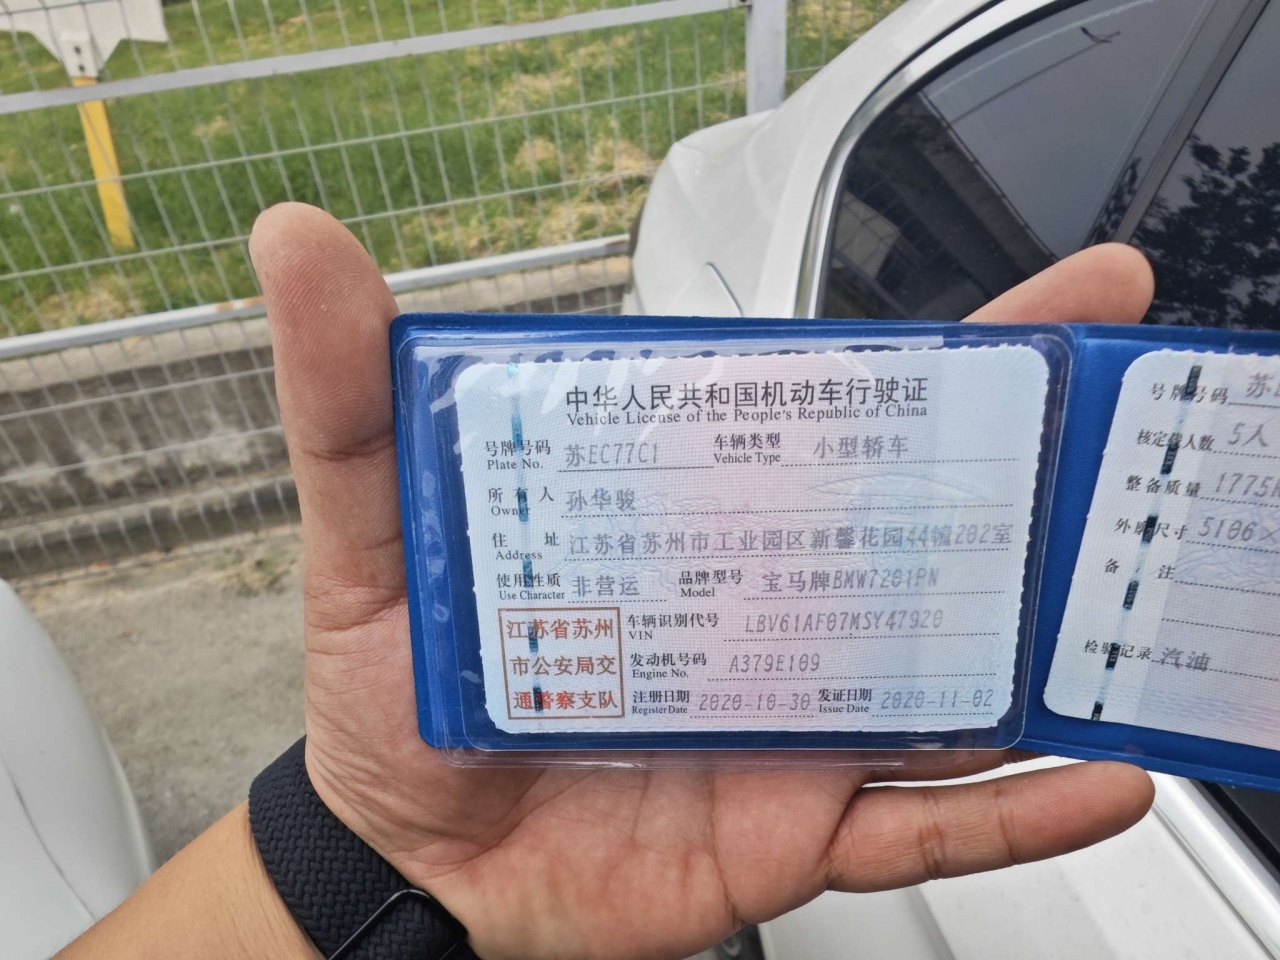 中华人民共和国机动车行驶证
Vehicle License of the People's Republic of China
号牌号码 苏EC77C1 车辆类型 小型轿车
Plate No. Vehicle Type
所有人 孙华骏
Owner
住址 江苏省苏州市工业园区新馨花园44幢202室
Address
使用性质 非营运 品牌型号 宝马牌BMW7201PN
Use Character Model
车辆识别代号 LBV61AF07MSY47920
VIN
发动机号码 A379E109
Engine No.
注册日期 2020-10-30 发证日期 2020-11-02
Register Date Issue Date
江苏省苏州
市公安局交
通警察支队
号牌号码 苏
核定载人数 5人
整备质量 1775
外廓尺寸 5106×
备注
检验记录 汽油